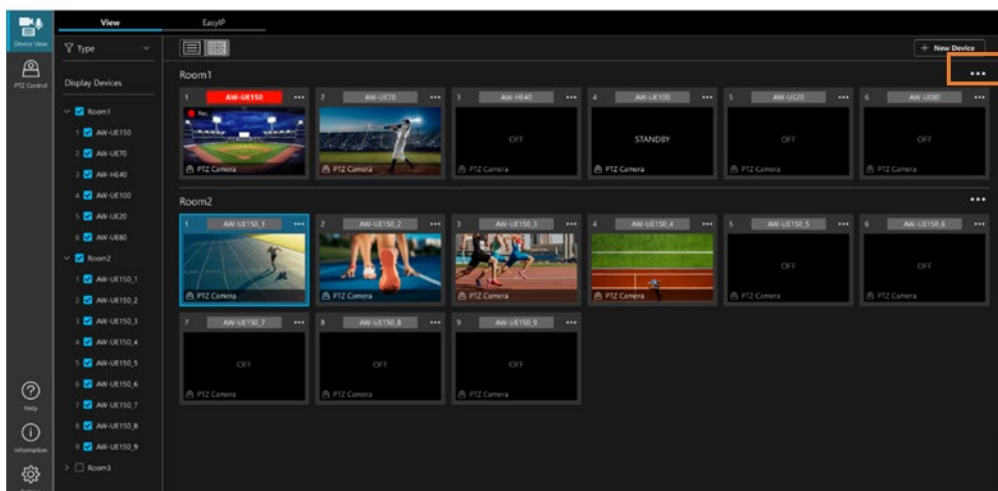 View
EasyIP
Device View
PTZ Control
Type
Display Devices
Room1
1 AW-UE150
2 AW-UE70
3 AW-HE40
4 AW-UE100
5 AW-UE20
6 AW-UE80
Room2
1 AW-UE150_1
2 AW-UE150_2
3 AW-UE150_3
4 AW-UE150_4
5 AW-UE150_5
6 AW-UE150_6
7 AW-UE150_7
8 AW-UE150_8
9 AW-UE150_9
Room3
Help
Information
+ New Device
Room1
1 AW-UE150 •••
Rec
PTZ Camera
2 AW-UE70 •••
PTZ Camera
3 AW-HE40 •••
OFF
PTZ Camera
4 AW-UE100 •••
STANDBY
PTZ Camera
5 AW-UE20 •••
OFF
PTZ Camera
6 AW-UE80 •••
OFF
PTZ Camera
Room2
1 AW-UE150_1 •••
PTZ Camera
2 AW-UE150_2 •••
PTZ Camera
3 AW-UE150_3 •••
PTZ Camera
4 AW-UE150_4 •••
PTZ Camera
5 AW-UE150_5 •••
OFF
PTZ Camera
6 AW-UE150_6 •••
OFF
PTZ Camera
7 AW-UE150_7 •••
OFF
PTZ Camera
8 AW-UE150_8 •••
OFF
PTZ Camera
9 AW-UE150_9 •••
OFF
PTZ Camera